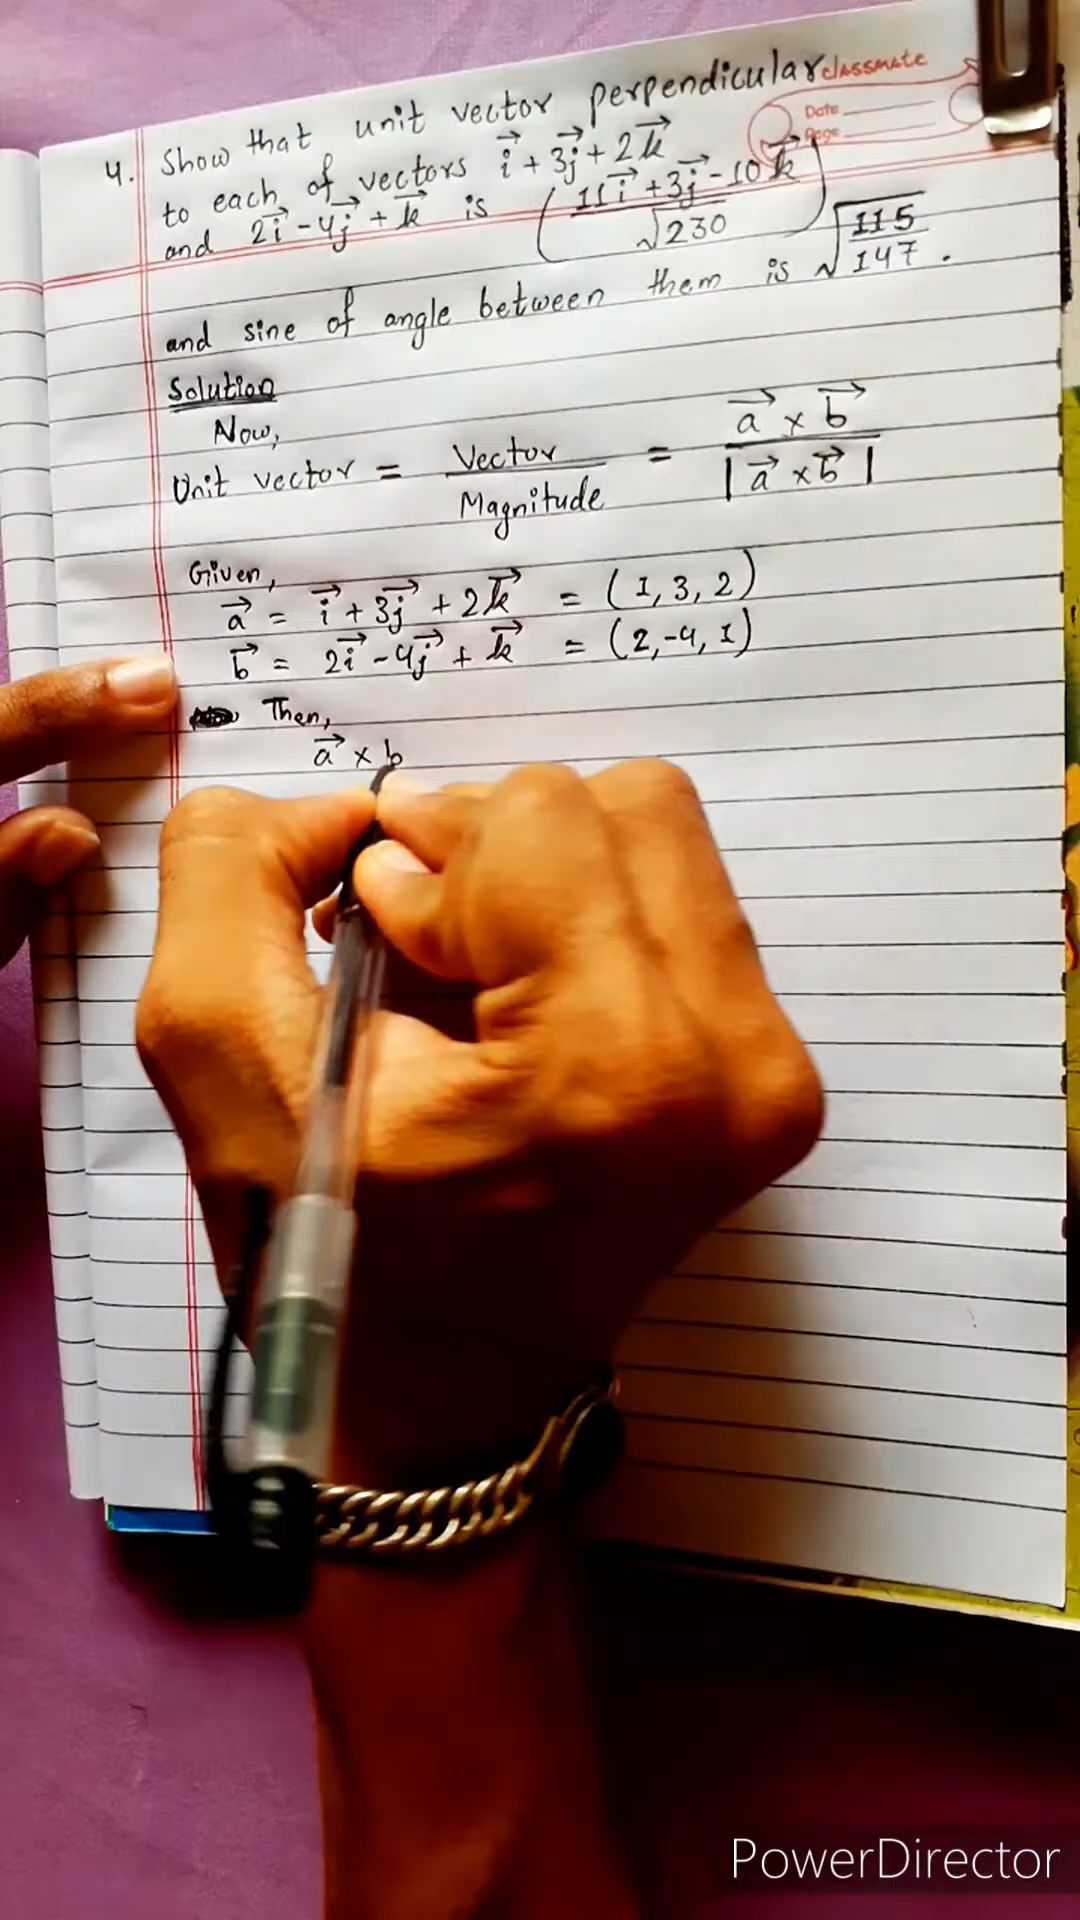 classmate
Date
Page
4. Show that unit vector perpendicular
to each of vectors i⃗ + 3j⃗ + 2k⃗
and 2i⃗ - 4j⃗ + k⃗ is (11i⃗ + 3j⃗ - 10k⃗ / √230)
and sine of angle between them is √115/147.
Solution
Now,
Unit vector = Vector / Magnitude = a⃗ × b⃗ / |a⃗ × b⃗|
Given,
a⃗ = i⃗ + 3j⃗ + 2k⃗ = (1, 3, 2)
b⃗ = 2i⃗ - 4j⃗ + k⃗ = (2, -4, 1)
Then,
a⃗ × b
PowerDirector